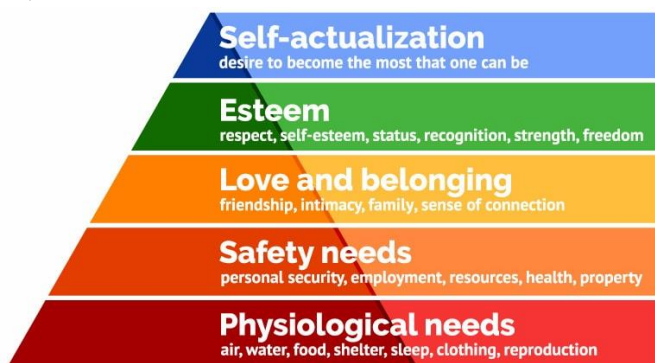 Self-actualization
desire to become the most that one can be
Esteem
respect, self-esteem, status, recognition, strength, freedom
Love and belonging
friendship, intimacy, family, sense of connection
Safety needs
personal security, employment, resources, health, property
Physiological needs
air, water, food, shelter, sleep, clothing, reproduction